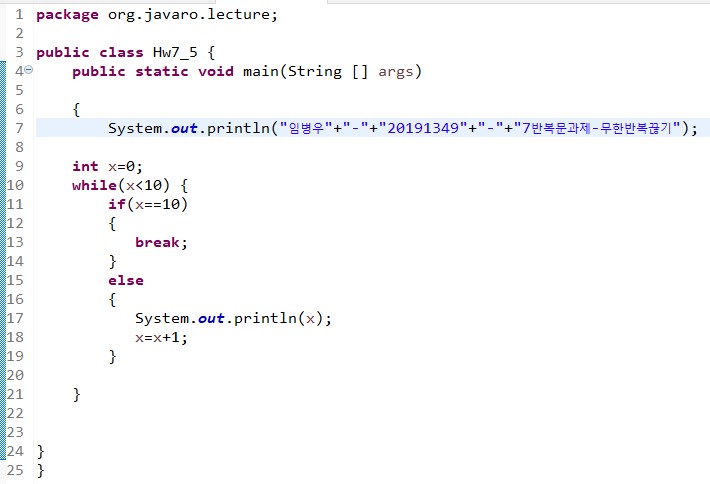 1 package org.javaro.lecture;
2
3 public class Hw7_5 {
4 public static void main(String [] args)
5
6 {
7 System.out.println("임병우"+"-"+"20191349"+"-"+"7반복문과제-무한반복끊기");
8
9 int x=0;
10 while(x<10) {
11 if(x==10)
12 {
13 break;
14 }
15 else
16 {
17 System.out.println(x);
18 x=x+1;
19 }
20
21 }
22
23
24 }
25 }